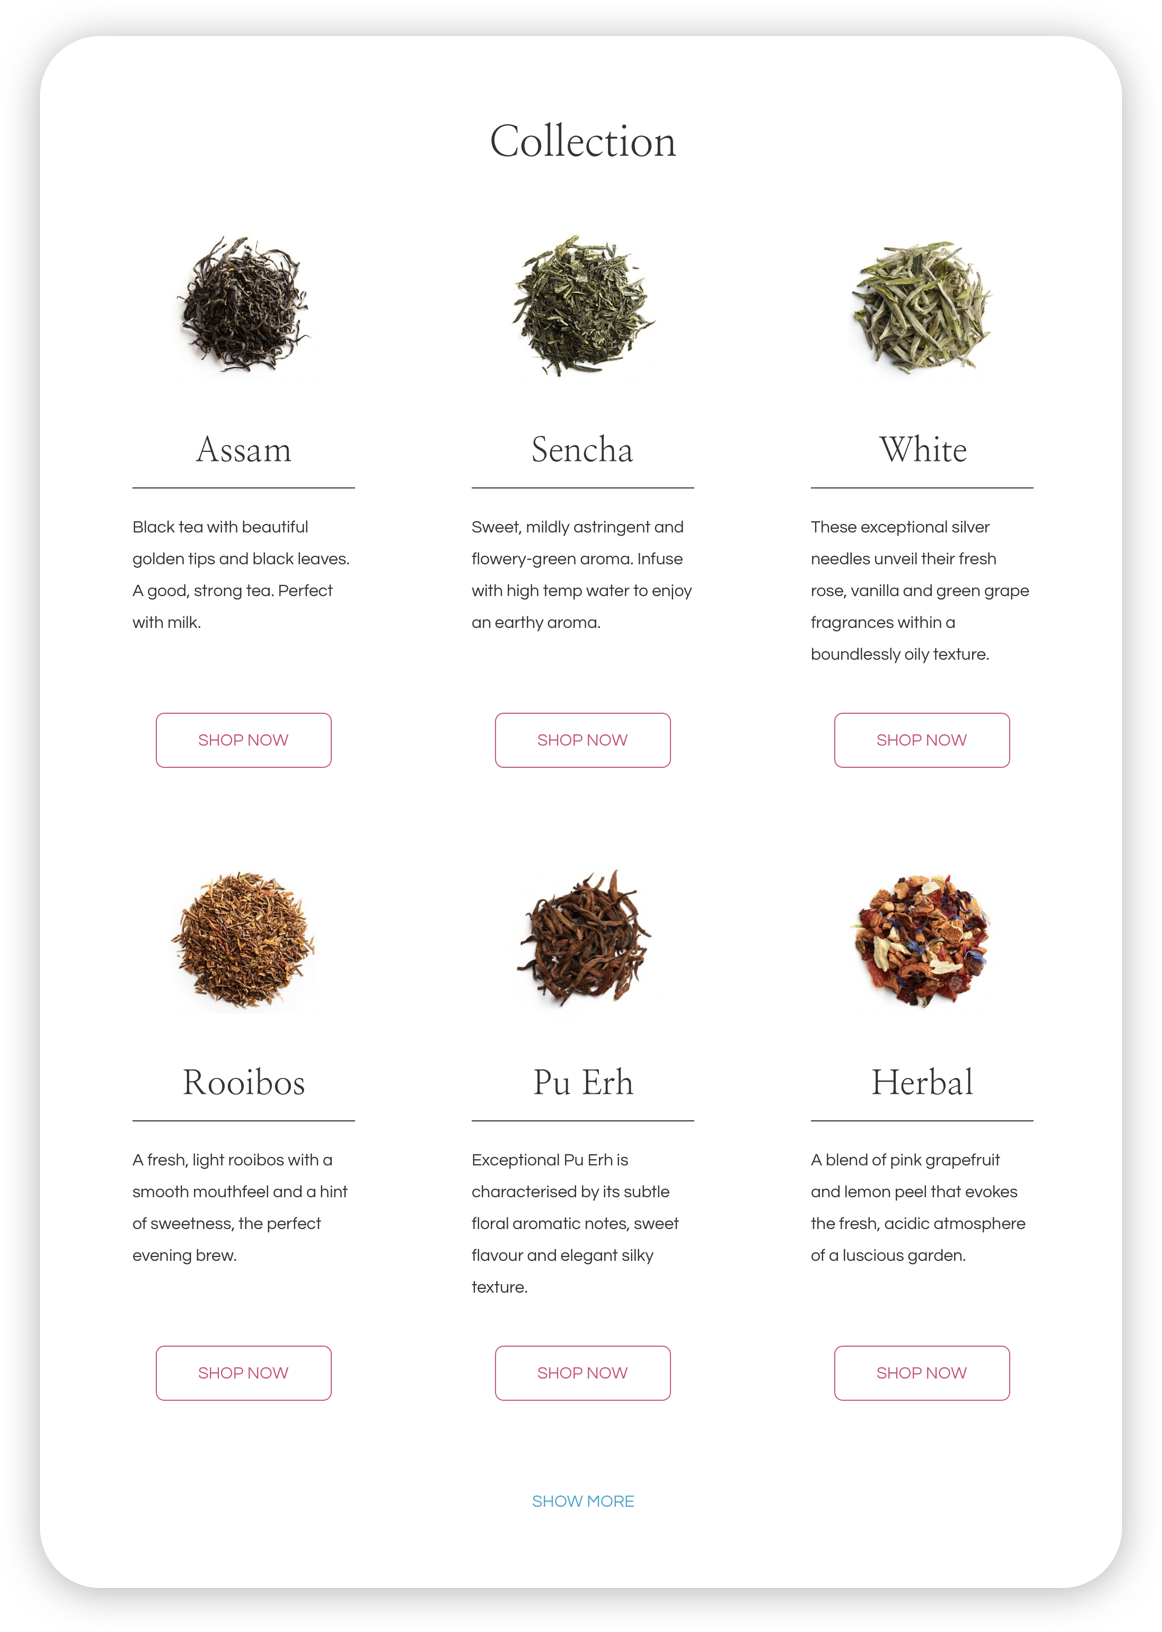 Collection
Assam
Black tea with beautiful
golden tips and black leaves.
A good, strong tea. Perfect
with milk.
SHOP NOW
Sencha
Sweet, mildly astringent and
flowery-green aroma. Infuse
with high temp water to enjoy
an earthy aroma.
SHOP NOW
White
These exceptional silver
needles unveil their fresh
rose, vanilla and green grape
fragrances within a
boundlessly oily texture.
SHOP NOW
Rooibos
A fresh, light rooibos with a
smooth mouthfeel and a hint
of sweetness, the perfect
evening brew.
SHOP NOW
Pu Erh
Exceptional Pu Erh is
characterised by its subtle
floral aromatic notes, sweet
flavour and elegant silky
texture.
SHOP NOW
Herbal
A blend of pink grapefruit
and lemon peel that evokes
the fresh, acidic atmosphere
of a luscious garden.
SHOP NOW
SHOW MORE